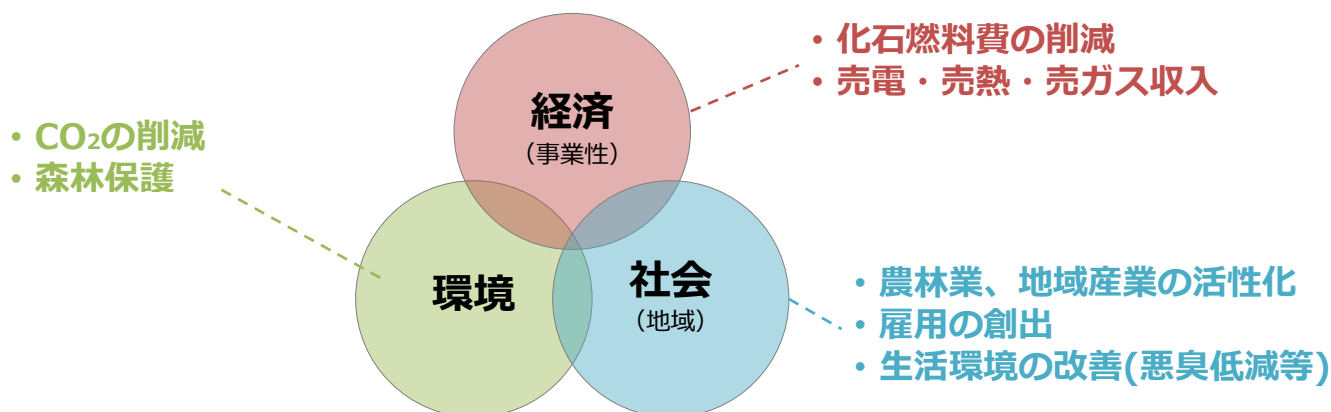 ・化石燃料費の削減
・売電・売熱・売ガス収入
経済
（事業性）
・CO₂の削減
・森林保護
環境
社会
（地域）
・農林業、地域産業の活性化
・雇用の創出
・生活環境の改善(悪臭低減等)